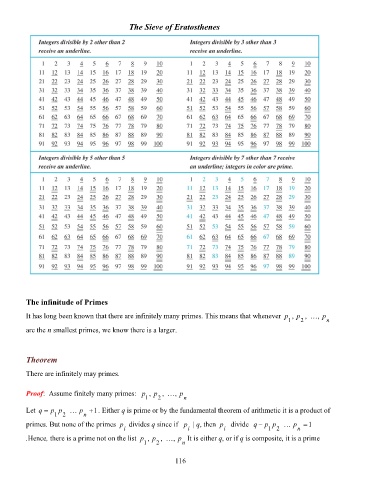 The Sieve of Eratosthenes
Integers divisible by 2 other than 2 Integers divisible by 3 other than 3
receive an underline. receive an underline.
1 2 3 4 5 6 7 8 9 10 1 2 3 4 5 6 7 8 9 10
11 12 13 14 15 16 17 18 19 20 11 12 13 14 15 16 17 18 19 20
21 22 23 24 25 26 27 28 29 30 21 22 23 24 25 26 27 28 29 30
31 32 33 34 35 36 37 38 39 40 31 32 33 34 35 36 37 38 39 40
41 42 43 44 45 46 47 48 49 50 41 42 43 44 45 46 47 48 49 50
51 52 53 54 55 56 57 58 59 60 51 52 53 54 55 56 57 58 59 60
61 62 63 64 65 66 67 68 69 70 61 62 63 64 65 66 67 68 69 70
71 72 73 74 75 76 77 78 79 80 71 72 73 74 75 76 77 78 79 80
81 82 83 84 85 86 87 88 89 90 81 82 83 84 85 86 87 88 89 90
91 92 93 94 95 96 97 98 99 100 91 92 93 94 95 96 97 98 99 100
Integers divisible by 5 other than 5 Integers divisible by 7 other than 7 receive
receive an underline. an underline; integers in color are prime.
1 2 3 4 5 6 7 8 9 10 1 2 3 4 5 6 7 8 9 10
11 12 13 14 15 16 17 18 19 20 11 12 13 14 15 16 17 18 19 20
21 22 23 24 25 26 27 28 29 30 21 22 23 24 25 26 27 28 29 30
31 32 33 34 35 36 37 38 39 40 31 32 33 34 35 36 37 38 39 40
41 42 43 44 45 46 47 48 49 50 41 42 43 44 45 46 47 48 49 50
51 52 53 54 55 56 57 58 59 60 51 52 53 54 55 56 57 58 59 60
61 62 63 64 65 66 67 68 69 70 61 62 63 64 65 66 67 68 69 70
71 72 73 74 75 76 77 78 79 80 71 72 73 74 75 76 77 78 79 80
81 82 83 84 85 86 87 88 89 90 81 82 83 84 85 86 87 88 89 90
91 92 93 94 95 96 97 98 99 100 91 92 93 94 95 96 97 98 99 100
The infinitude of Primes
It has long been known that there are infinitely many primes. This means that whenever p₁, p₂, …, pₙ
are the n smallest primes, we know there is a larger.
Theorem
There are infinitely may primes.
Proof: Assume finitely many primes: p₁, p₂, …, pₙ
Let q = p₁p₂ … pₙ +1. Either q is prime or by the fundamental theorem of arithmetic it is a product of
primes. But none of the primes pᵢ divides q since if pᵢ | q, then pᵢ divide q − p₁p₂ … pₙ = 1
.Hence, there is a prime not on the list p₁, p₂, …, pₙ It is either q, or if q is composite, it is a prime
116